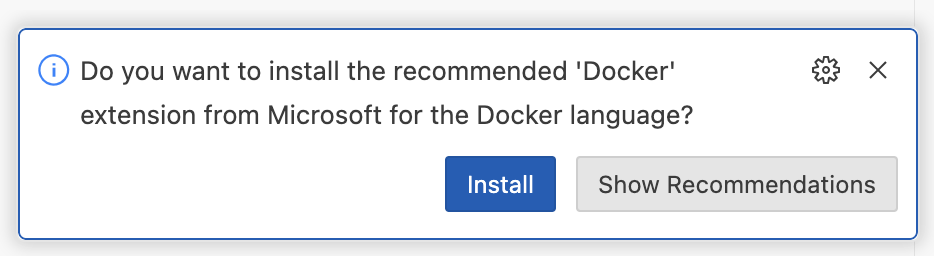 Do you want to install the recommended 'Docker'
extension from Microsoft for the Docker language?
Install
Show Recommendations